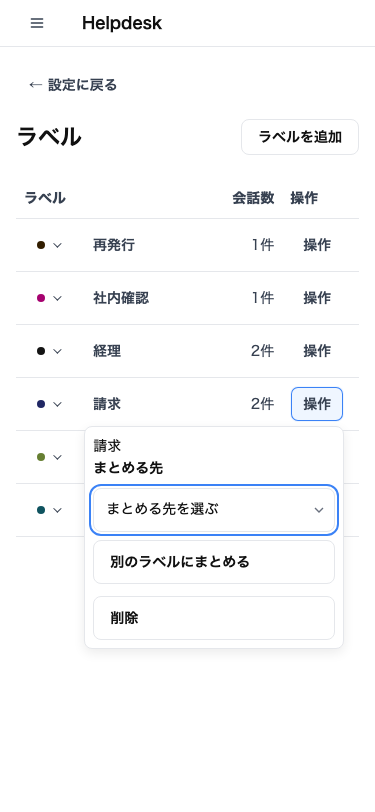 Helpdesk
← 設定に戻る
ラベル
ラベルを追加
ラベル 会話数 操作
再発行 1件 操作
社内確認 1件 操作
経理 2件 操作
請求 2件 操作
請求
まとめる先
まとめる先を選ぶ
別のラベルにまとめる
削除